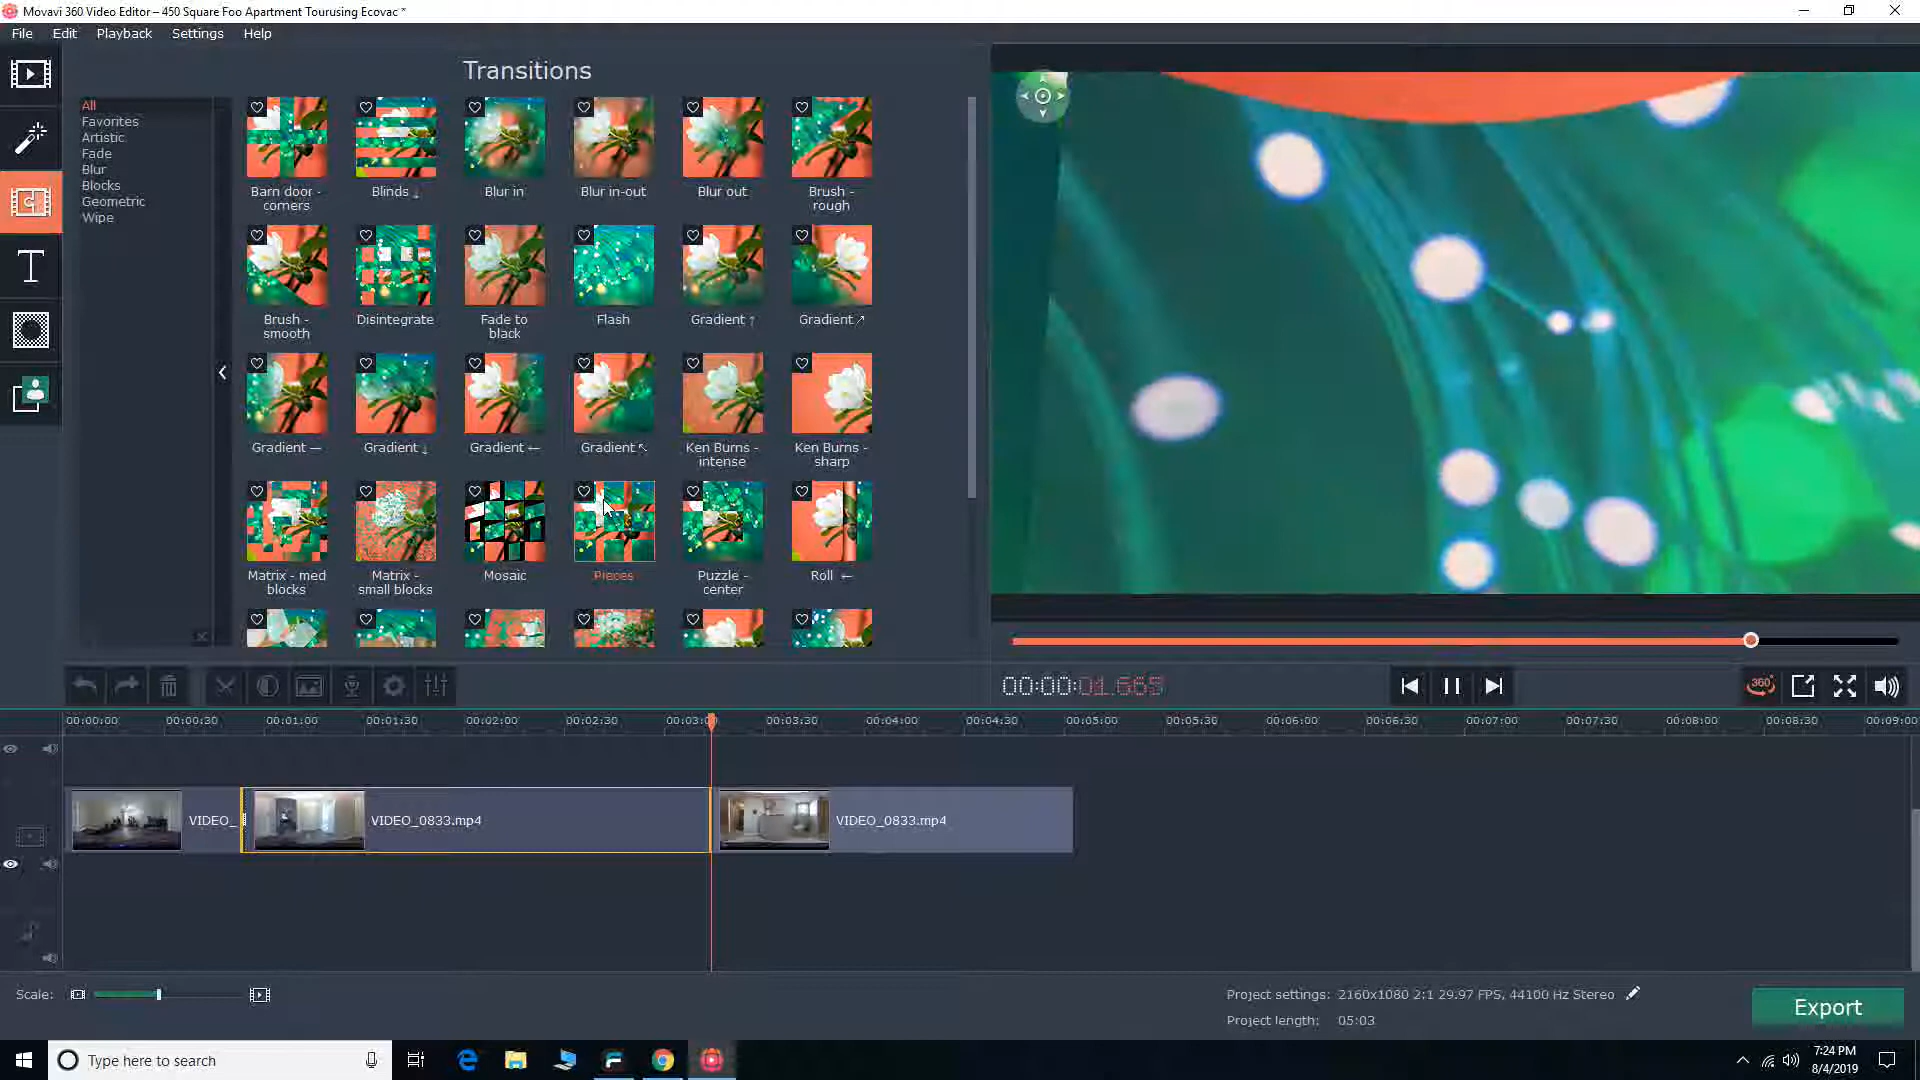 Movavi 360 Video Editor – 450 Square Foo Apartment Tourusing Ecovac *
File Edit Playback Settings Help
Transitions
All
Favorites
Artistic
Fade
Blur
Blocks
Geometric
Wipe
Barn door - corners
Blinds ↓
Blur in
Blur in-out
Blur out
Brush - rough
Brush - smooth
Disintegrate
Fade to black
Flash
Gradient ↑
Gradient ↗
Gradient —
Gradient ↓
Gradient ←
Gradient ↖
Ken Burns - intense
Ken Burns - sharp
Matrix - med blocks
Matrix - small blocks
Mosaic
Pieces
Puzzle - center
Roll ←
00:00:01.665
360°
00:00:00 00:00:30 00:01:00 00:01:30 00:02:00 00:02:30 00:03:0 00:03:30 00:04:00 00:04:30 00:05:00 00:05:30 00:06:00 00:06:30 00:07:00 00:07:30 00:08:00 00:08:30 00:09:00
VIDEO_ VIDEO_0833.mp4 VIDEO_0833.mp4
Scale:
Project settings: 2160x1080 2:1 29.97 FPS, 44100 Hz Stereo
Project length: 05:03
Export
Type here to search
7:24 PM
8/4/2019